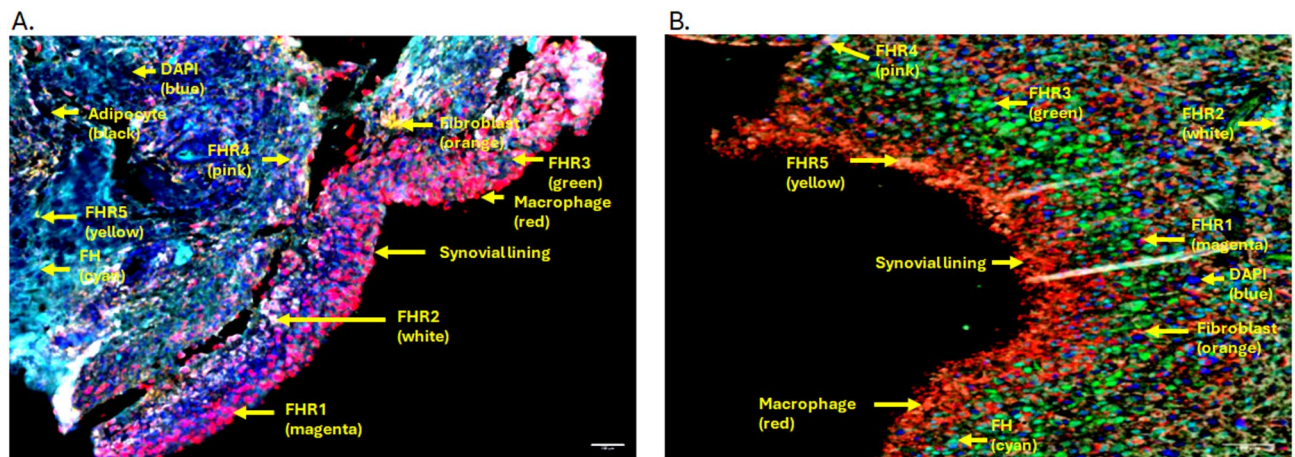 A.
DAPI
(blue)
Adipocyte
(black)
FHR4
(pink)
Fibroblast
(orange)
FHR3
(green)
Macrophage
(red)
FHR5
(yellow)
FH
(cyan)
Synovial lining
FHR2
(white)
FHR1
(magenta)
B.
FHR4
(pink)
FHR3
(green)
FHR2
(white)
FHR5
(yellow)
FHR1
(magenta)
Synovial lining
DAPI
(blue)
Fibroblast
(orange)
Macrophage
(red)
FH
(cyan)